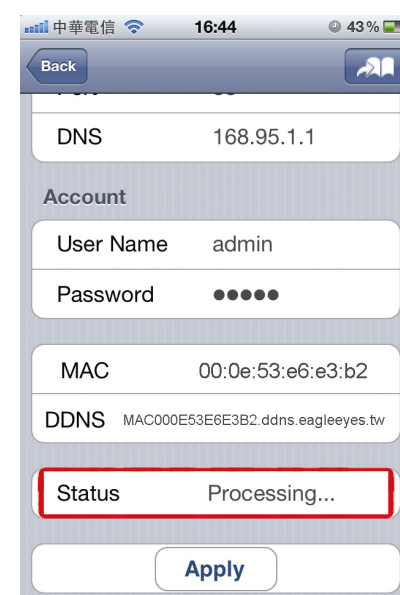 中華電信 16:44 43%
Back
DNS 168.95.1.1
Account
User Name admin
Password ●●●●●
MAC 00:0e:53:e6:e3:b2
DDNS MAC000E53E6E3B2.ddns.eagleeyes.tw
Status Processing...
Apply